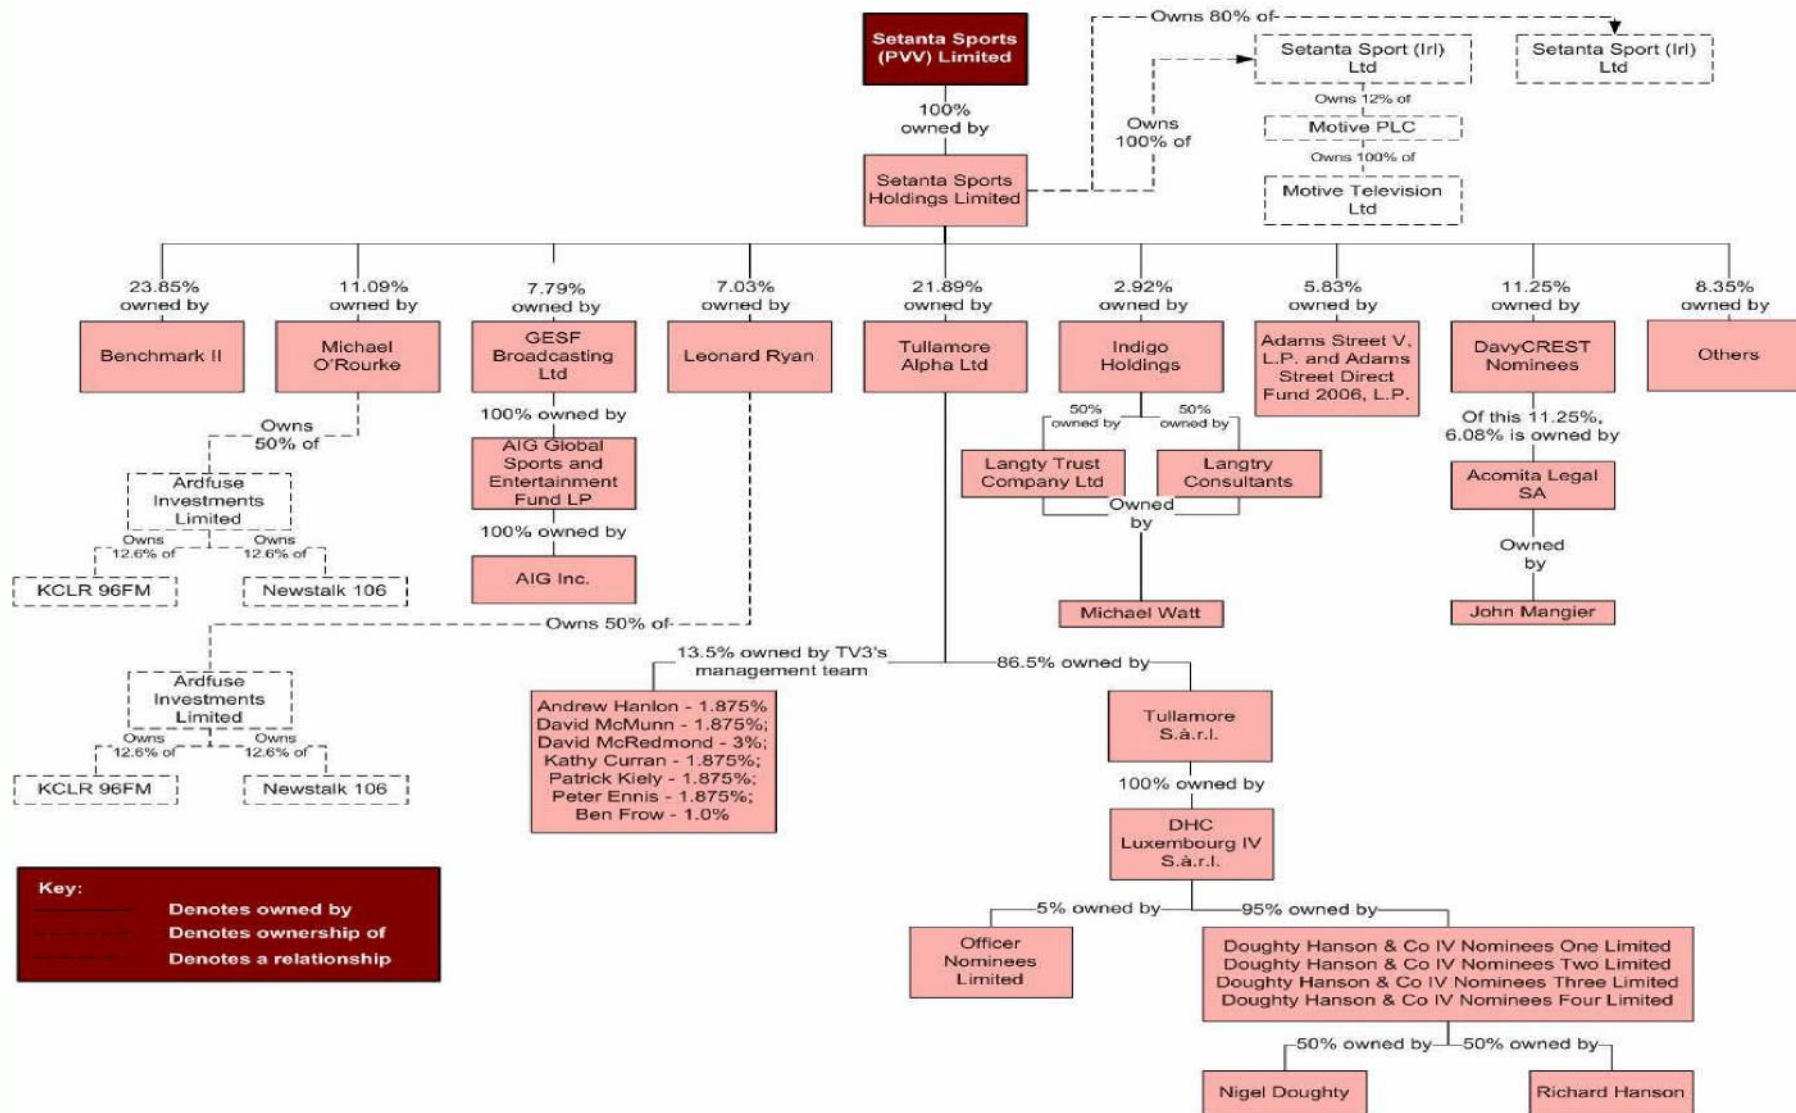 Setanta Sports
(PVV) Limited
Owns 80% of
Setanta Sport (Irl)
Ltd
Setanta Sport (Irl)
Ltd
100%
owned by
Owns
100% of
Owns 12% of
Motive PLC
Owns 100% of
Motive Television
Ltd
Setanta Sports
Holdings Limited
23.85%
owned by
11.09%
owned by
7.79%
owned by
7.03%
owned by
21.89%
owned by
2.92%
owned by
5.83%
owned by
11.25%
owned by
8.35%
owned by
Benchmark II
Michael
O'Rourke
GESF
Broadcasting
Ltd
Leonard Ryan
Tullamore
Alpha Ltd
Indigo
Holdings
Adams Street V,
L.P. and Adams
Street Direct
Fund 2006, L.P.
DavyCREST
Nominees
Others
Owns
50% of
Ardfuse
Investments
Limited
Owns
12.6% of
Owns
12.6% of
KCLR 96FM
Newstalk 106
100% owned by
AIG Global
Sports and
Entertainment
Fund LP
100% owned by
AIG Inc.
50%
owned by
50%
owned by
Langty Trust
Company Ltd
Langtry
Consultants
Owned
by
Michael Watt
Of this 11.25%,
6.08% is owned by
Acomita Legal
SA
Owned
by
John Mangier
Owns 50% of
Ardfuse
Investments
Limited
Owns
12.6% of
Owns
12.6% of
KCLR 96FM
Newstalk 106
13.5% owned by TV3's
management team
86.5% owned by
Andrew Hanlon - 1.875%
David McMunn - 1.875%;
David McRedmond - 3%;
Kathy Curran - 1.875%;
Patrick Kiely - 1.875%;
Peter Ennis - 1.875%;
Ben Frow - 1.0%
Tullamore
S.à.r.l.
100% owned by
DHC
Luxembourg IV
S.à.r.l.
5% owned by
95% owned by
Officer
Nominees
Limited
Doughty Hanson & Co IV Nominees One Limited
Doughty Hanson & Co IV Nominees Two Limited
Doughty Hanson & Co IV Nominees Three Limited
Doughty Hanson & Co IV Nominees Four Limited
50% owned by
50% owned by
Nigel Doughty
Richard Hanson
Key:
Denotes owned by
Denotes ownership of
Denotes a relationship